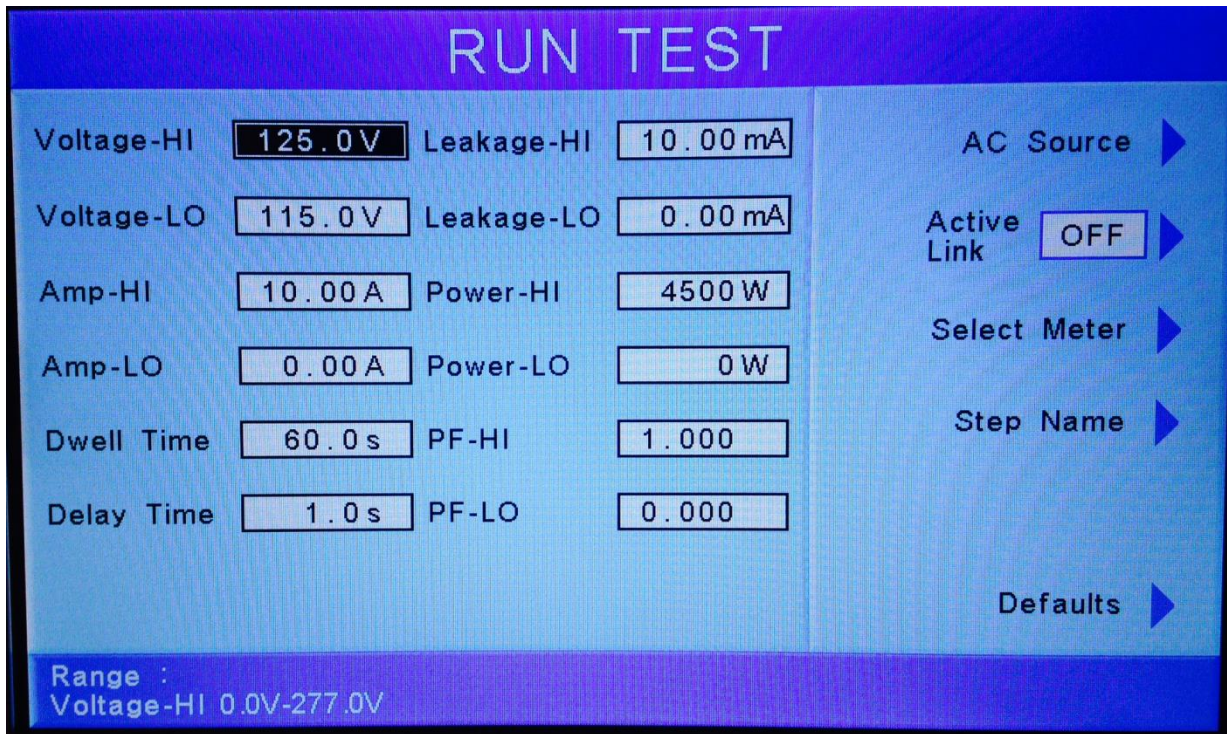 RUN TEST
Voltage-HI 125.0V Leakage-HI 10.00mA AC Source
Voltage-LO 115.0V Leakage-LO 0.00mA Active Link OFF
Amp-HI 10.00A Power-HI 4500W Select Meter
Amp-LO 0.00A Power-LO 0W Step Name
Dwell Time 60.0s PF-HI 1.000
Delay Time 1.0s PF-LO 0.000
Defaults
Range :
Voltage-HI 0.0V-277.0V